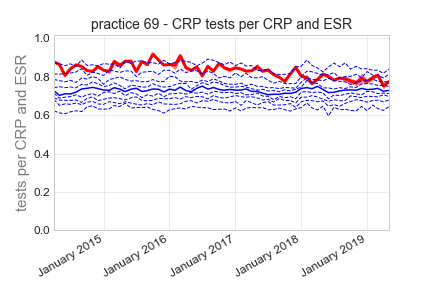 practice 69 - CRP tests per CRP and ESR
tests per CRP and ESR
1.0
0.8
0.6
0.4
0.2
0.0
January 2015
January 2016
January 2017
January 2018
January 2019